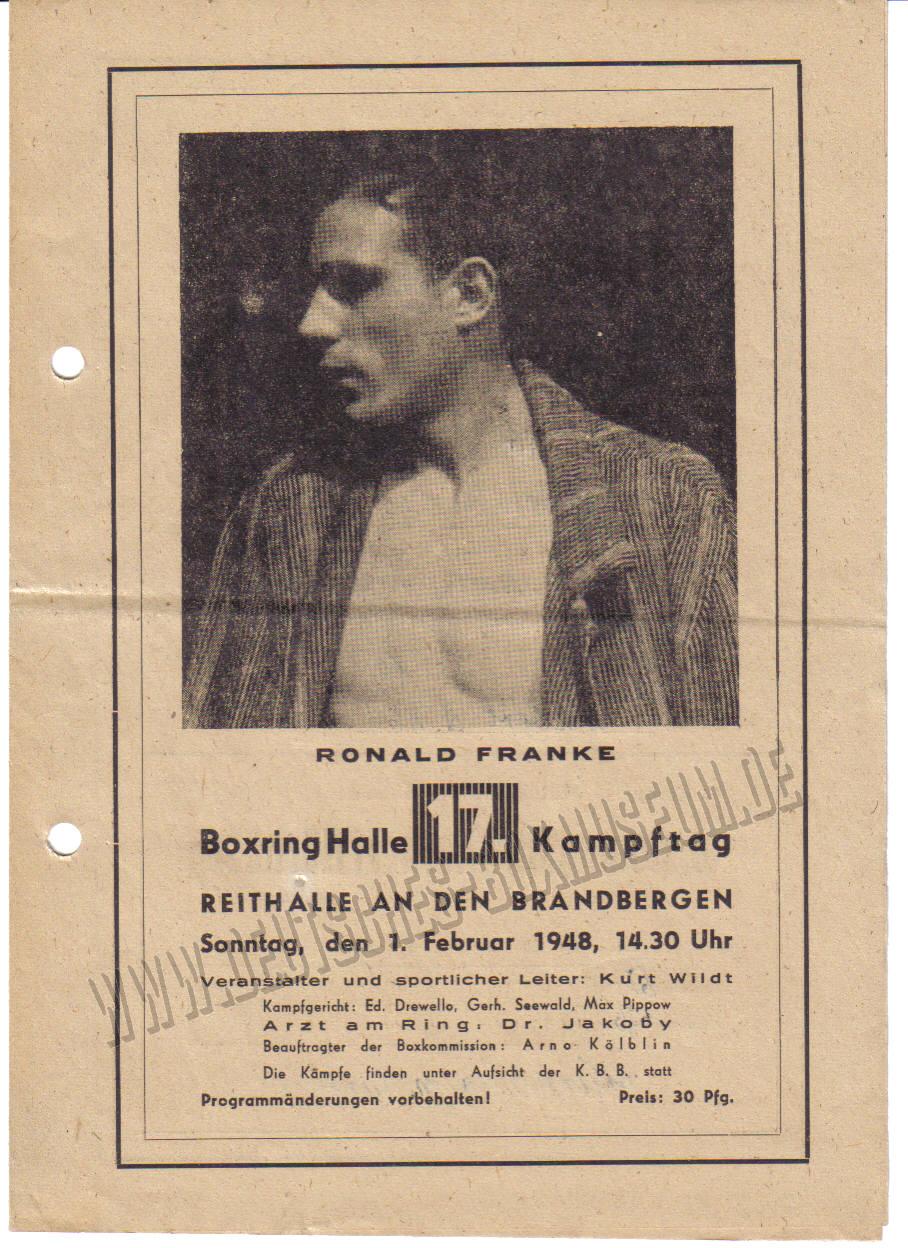 RONALD FRANKE
Boxring Halle 17. Kampftag
REITHALLE AN DEN BRANDBERGEN
Sonntag, den 1. Februar 1948, 14.30 Uhr
Veranstalter und sportlicher Leiter: Kurt Wildt
Kampfgericht: Ed. Drewello, Gerh. Seewald, Max Pippow
Arzt am Ring: Dr. Jakoby
Beauftragter der Boxkommission: Arno Kölblin
Die Kämpfe finden unter Aufsicht der K. B. B. statt
Programmänderungen vorbehalten! Preis: 30 Pfg.
WWW.DEUTSCHES-BOXMUSEUM.DE